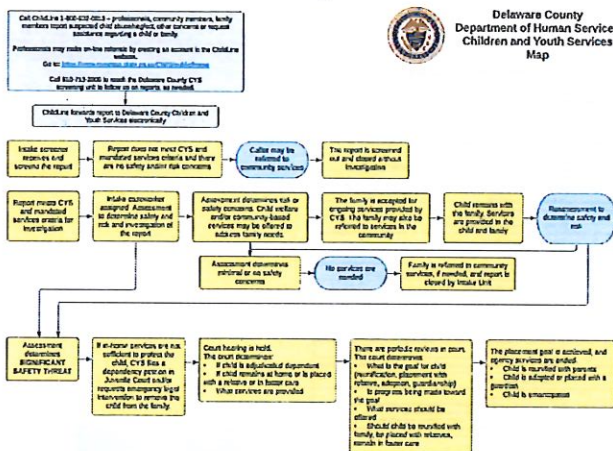 Delaware County
Department of Human Service
Children and Youth Services
Map
Call ChildLine 1-800-932-0313 – professionals, community members, family
members report suspected child abuse/neglect, other concerns or request
assistance regarding a child or family.
Professionals may make on-line referrals by creating an account in the ChildLine
website.
Go to:
to reach the Delaware County CYS
screening unit to follow up on reports, as needed.
ChildLine forwards report to Delaware County Children and
Youth Services electronically
Intake screener
receives and
screens the report
Report does not meet CYS and
mandated services criteria and there
are no safety and/or risk concerns
Caller may be
referred to
community services
The report is screened
out and closed without
investigation
Report meets CYS
and mandated
services criteria for
investigation
Intake caseworker
assigned. Assessment
to determine safety and
risk and investigation of
the report
Assessment determines risk or
safety concerns. Child welfare
and/or community-based
services may be offered to
address family needs.
The family is accepted for
ongoing services provided by
CYS. The family may also be
referred to services in the
community
Child remains with
the family. Services
are provided in the
child and family
Reassessment to
determine safety and
risk
Assessment determines
minimal or no safety
concerns
No services are
needed
Family is referred in community
services, if needed, and report is
closed by Intake Unit
Assessment
determines
SIGNIFICANT
SAFETY THREAT
If in-home services are not
sufficient to protect the
child, CYS files a
dependency petition in
Juvenile Court and/or
requests emergency legal
intervention to remove the
child from the family.
Court hearing is held.
The court determines:
• If child is adjudicated dependent
• If child remains at home or is placed
with a relative or in foster care
• What services are provided
There are periodic reviews in court.
The court determines
• What is the goal for child
(reunification, placement with
relative, adoption, guardianship)
• Is progress being made toward
the goal
• What services should be
offered
• Should child be reunited with
family, be placed with relatives,
remain in foster care
The placement goal is achieved, and
agency services are ended
• Child is reunited with parents
• Child is adopted or placed with a
guardian
• Child is emancipated